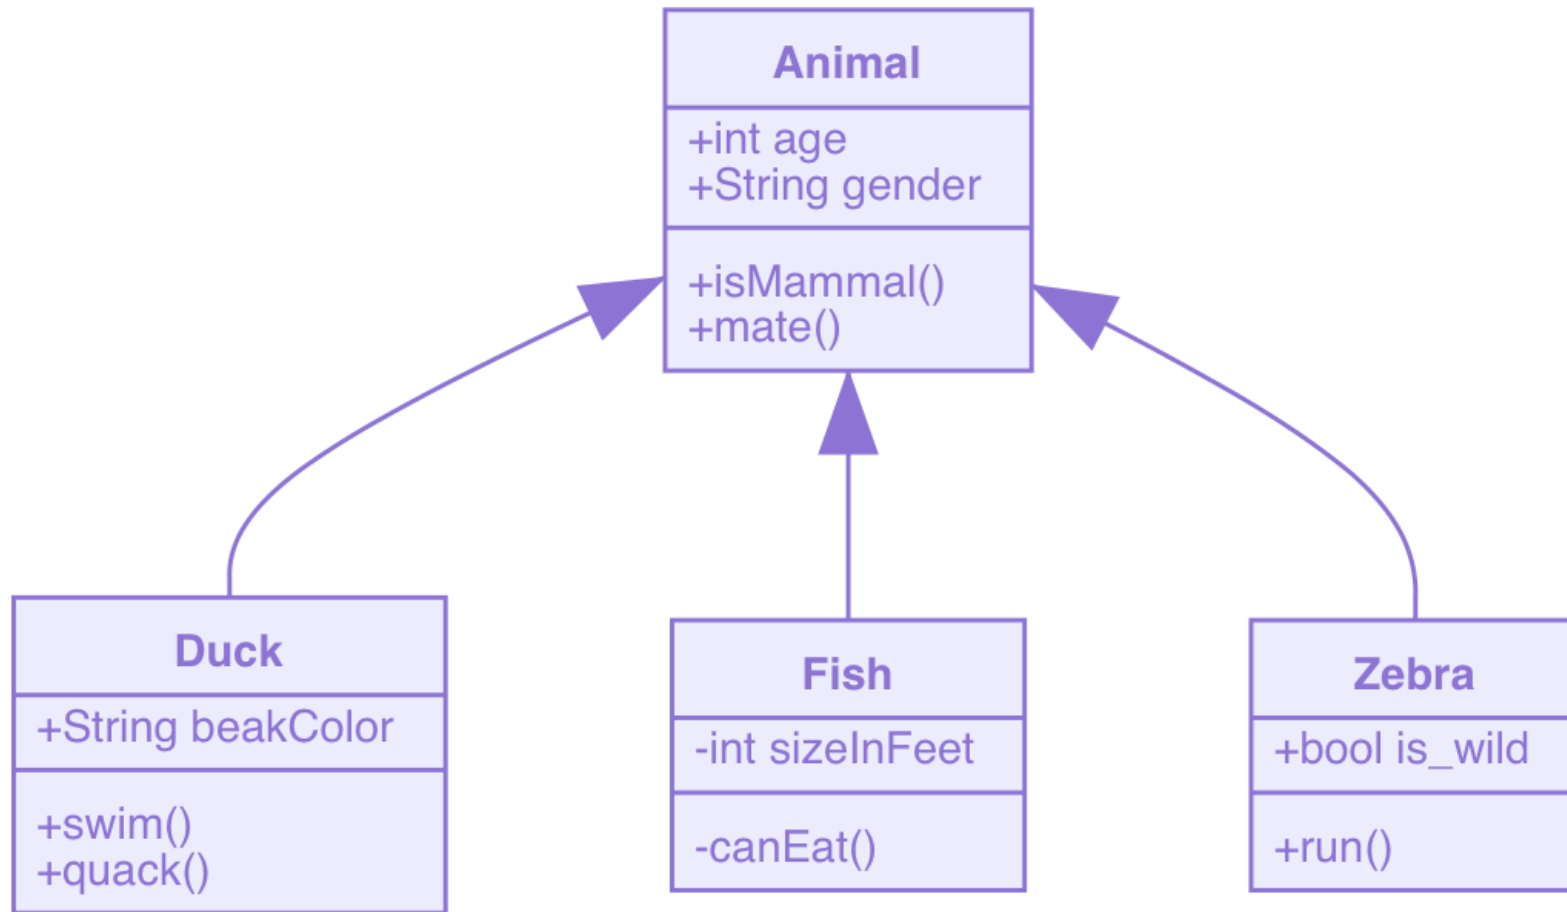 Animal
+int age
+String gender
+isMammal()
+mate()
Duck
+String beakColor
+swim()
+quack()
Fish
-int sizeInFeet
-canEat()
Zebra
+bool is_wild
+run()